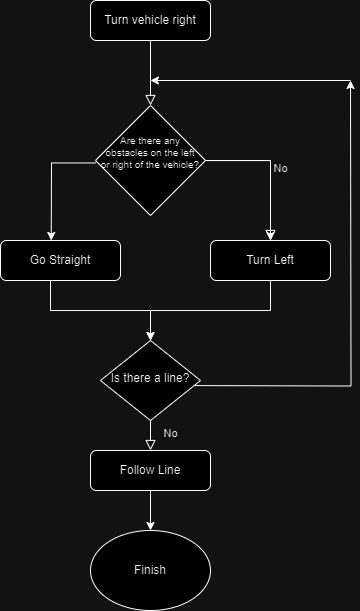 Turn vehicle right
Are there any
obstacles on the left
or right of the vehicle?
No
Go Straight
Turn Left
Is there a line?
No
Follow Line
Finish